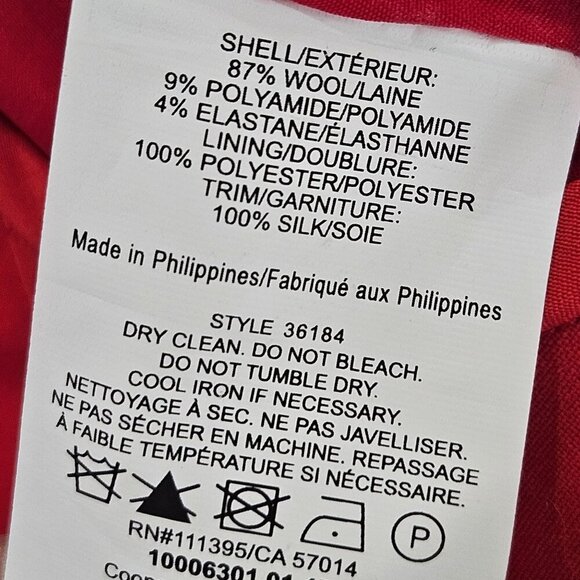 SHELL/EXTÉRIEUR:
87% WOOL/LAINE
9% POLYAMIDE/POLYAMIDE
4% ELASTANE/ÉLASTHANNE
LINING/DOUBLURE:
100% POLYESTER/POLYESTER
TRIM/GARNITURE:
100% SILK/SOIE
Made in Philippines/Fabriqué aux Philippines
STYLE 36184
DRY CLEAN. DO NOT BLEACH.
DO NOT TUMBLE DRY.
COOL IRON IF NECESSARY.
NETTOYAGE À SEC. NE PAS JAVELLISER.
NE PAS SÉCHER EN MACHINE. REPASSAGE
À FAIBLE TEMPÉRATURE SI NÉCESSAIRE.
P
RN#111395/CA 57014
10006301 01